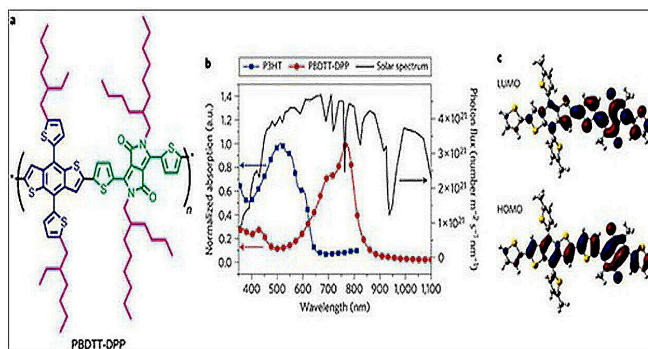 a
S
S
S
S
S
S
O
N
N
O
*
*
n
PBDTT-DPP
b
P3HT
PBDTT-DPP
Solar spectrum
Normalized absorption (a.u.)
1.4
1.2
1.0
0.8
0.6
0.4
0.2
0.0
400
500
600
700
800
900
1,000
1,100
Wavelength (nm)
4×10²¹
3×10²¹
2×10²¹
1×10²¹
0
Photon flux (number m⁻² s⁻¹ nm⁻¹)
c
LUMO
HOMO